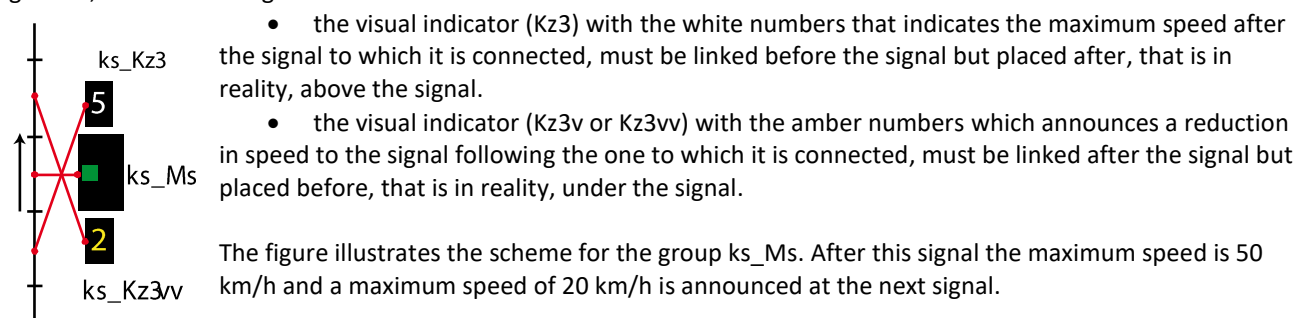 • the visual indicator (Kz3) with the white numbers that indicates the maximum speed after
the signal to which it is connected, must be linked before the signal but placed after, that is in
reality, above the signal.
• the visual indicator (Kz3v or Kz3vv) with the amber numbers which announces a reduction
in speed to the signal following the one to which it is connected, must be linked after the signal but
placed before, that is in reality, under the signal.
The figure illustrates the scheme for the group ks_Ms. After this signal the maximum speed is 50
km/h and a maximum speed of 20 km/h is announced at the next signal.
ks_Kz3
5
ks_Ms
2
ks_Kz3vv